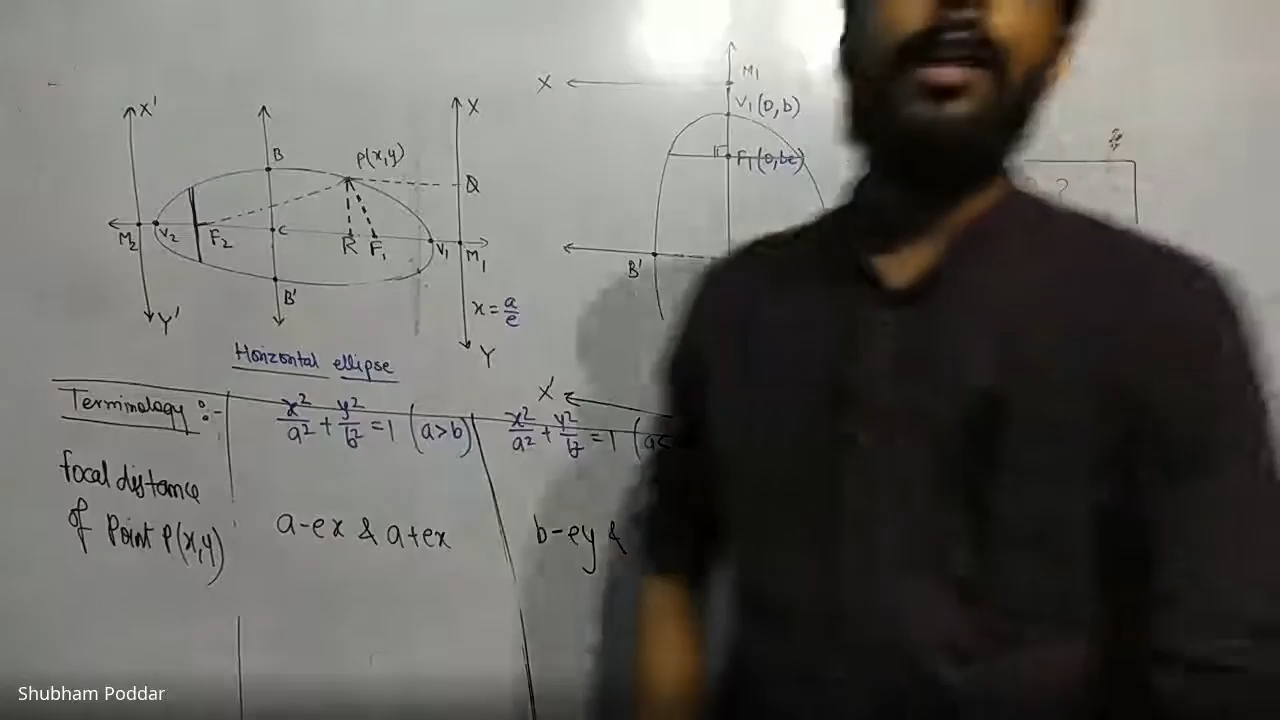 X'
X
B
P(x,y)
Q
M₂
V₂
F₂
C
R
F₁
V₁
M₁
B'
x = a/e
Y'
Y
Horizontal ellipse
X
M₁
V₁(0,b)
F₁(0,be)
B'
X'
?
Terminology :-
x²/a² + y²/b² = 1 (a>b)
x²/a² + y²/b² = 1 (a<
focal distance
of Point P(x,y)
a-ex & a+ex
b-ey &
Shubham Poddar